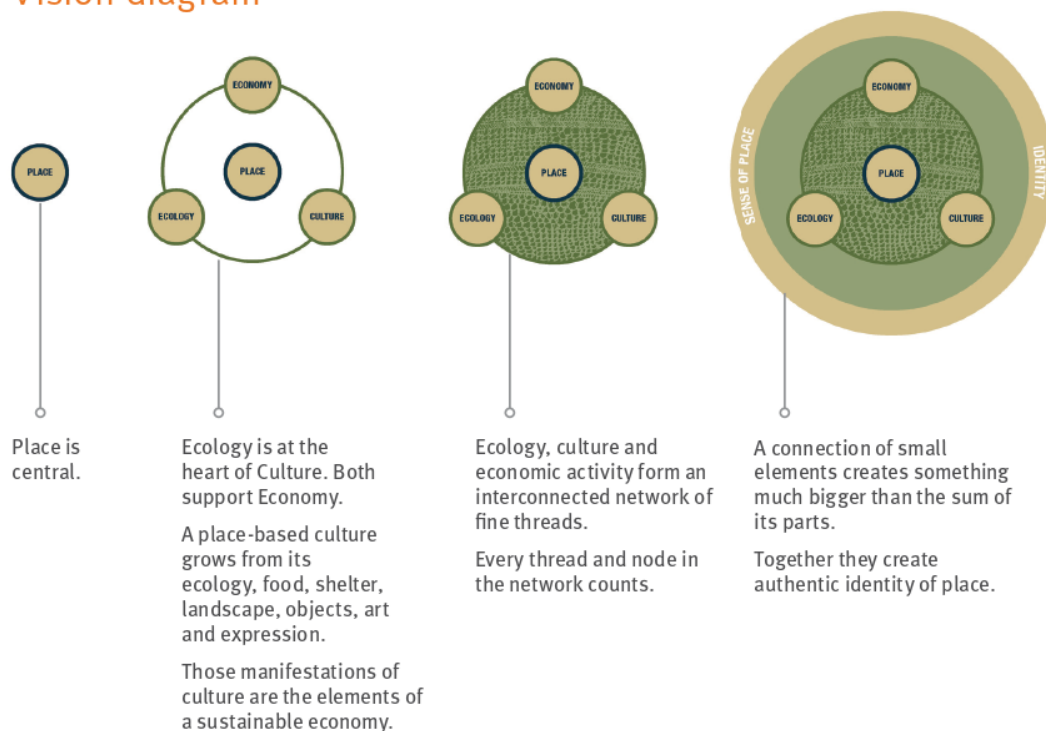 Vision diagram
PLACE
ECONOMY
PLACE
ECOLOGY
CULTURE
ECONOMY
PLACE
ECOLOGY
CULTURE
SENSE OF PLACE
IDENTITY
ECONOMY
PLACE
ECOLOGY
CULTURE
Place is
central.
Ecology is at the
heart of Culture. Both
support Economy.
A place-based culture
grows from its
ecology, food, shelter,
landscape, objects, art
and expression.
Those manifestations of
culture are the elements of
a sustainable economy.
Ecology, culture and
economic activity form an
interconnected network of
fine threads.
Every thread and node in
the network counts.
A connection of small
elements creates something
much bigger than the sum of
its parts.
Together they create
authentic identity of place.